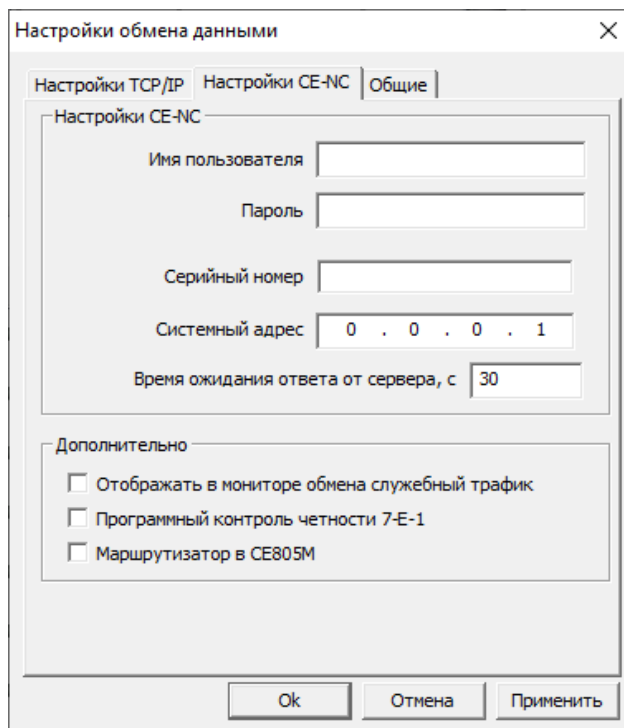 Настройки обмена данными
Настройки TCP/IP Настройки CE-NC Общие
Настройки CE-NC
Имя пользователя
Пароль
Серийный номер
Системный адрес 0 . 0 . 0 . 1
Время ожидания ответа от сервера, с 30
Дополнительно
Отображать в мониторе обмена служебный трафик
Программный контроль четности 7-E-1
Маршрутизатор в CE805M
Ok Отмена Применить